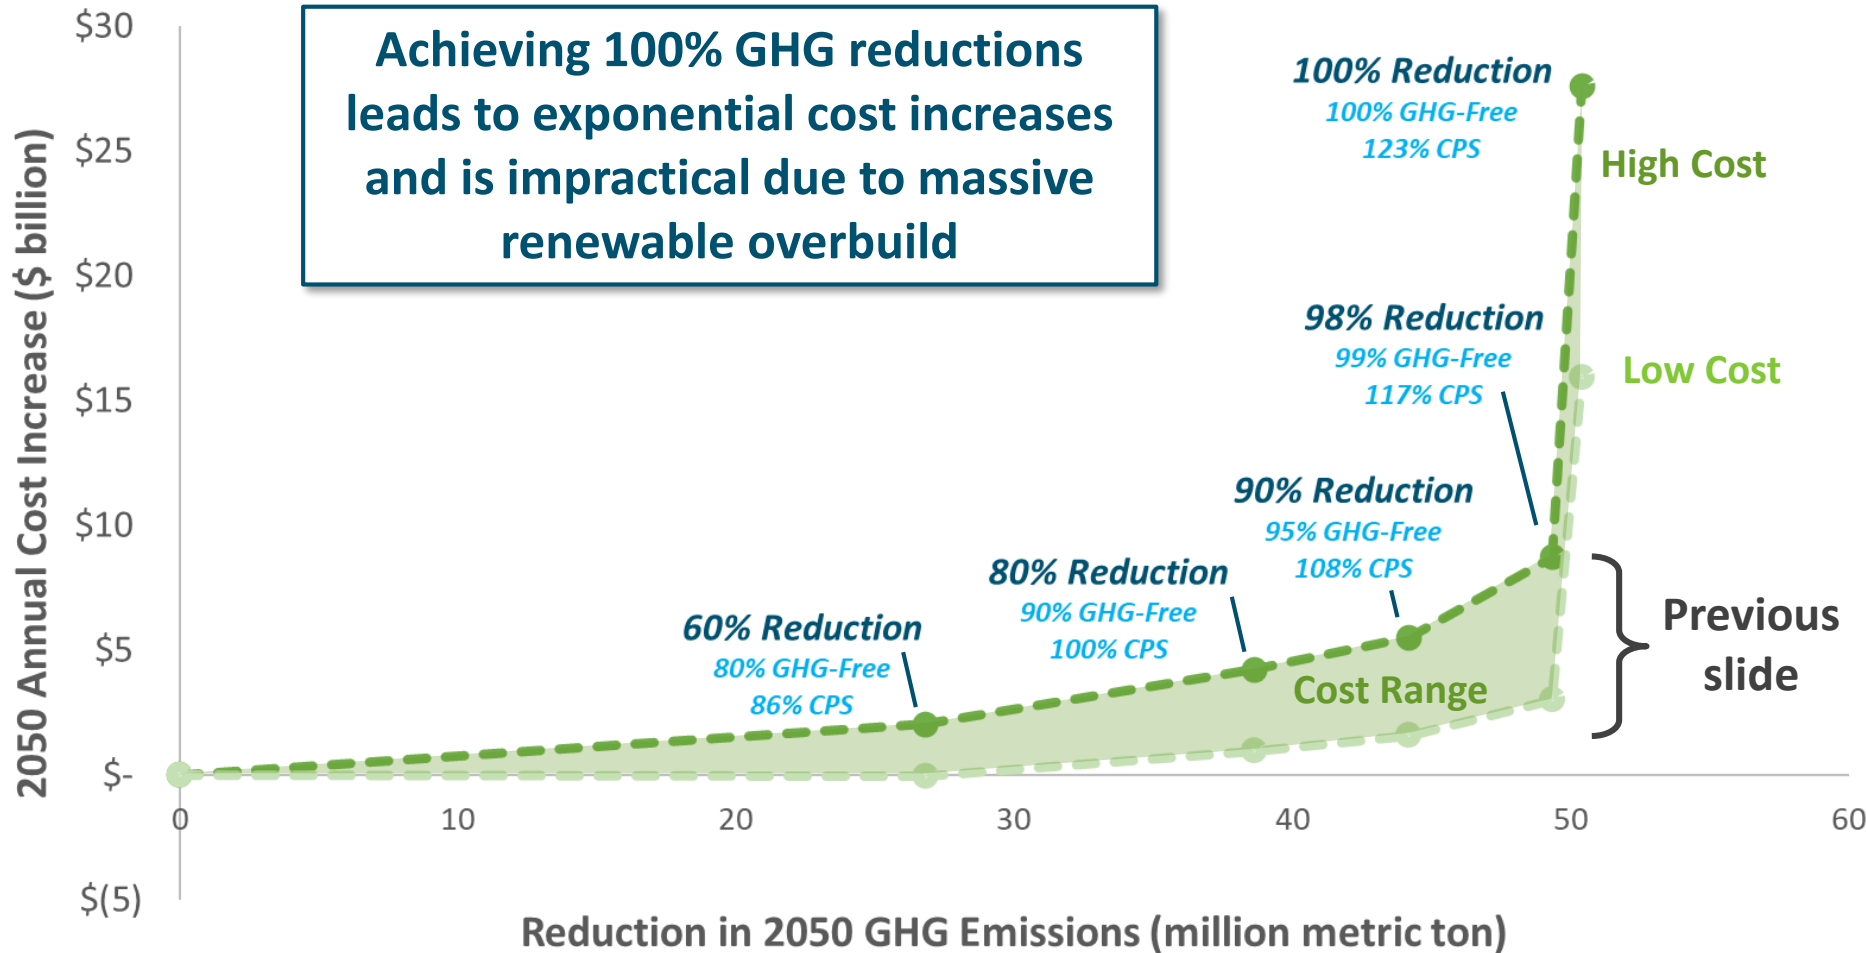 Achieving 100% GHG reductions
leads to exponential cost increases
and is impractical due to massive
renewable overbuild
2050 Annual Cost Increase ($ billion)
$30
$25
$20
$15
$10
$5
$-
$(5)
0
10
20
30
40
50
60
Reduction in 2050 GHG Emissions (million metric ton)
60% Reduction
80% GHG-Free
86% CPS
80% Reduction
90% GHG-Free
100% CPS
90% Reduction
95% GHG-Free
108% CPS
98% Reduction
99% GHG-Free
117% CPS
100% Reduction
100% GHG-Free
123% CPS
High Cost
Low Cost
Cost Range
Previous
slide